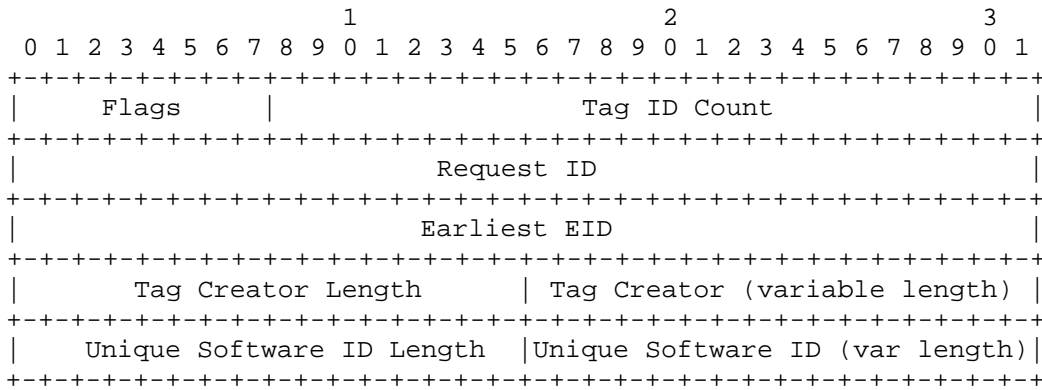 1                   2                   3
 0 1 2 3 4 5 6 7 8 9 0 1 2 3 4 5 6 7 8 9 0 1 2 3 4 5 6 7 8 9 0 1
+-+-+-+-+-+-+-+-+-+-+-+-+-+-+-+-+-+-+-+-+-+-+-+-+-+-+-+-+-+-+-+-+
|     Flags     |                 Tag ID Count                  |
+-+-+-+-+-+-+-+-+-+-+-+-+-+-+-+-+-+-+-+-+-+-+-+-+-+-+-+-+-+-+-+-+
|                          Request ID                           |
+-+-+-+-+-+-+-+-+-+-+-+-+-+-+-+-+-+-+-+-+-+-+-+-+-+-+-+-+-+-+-+-+
|                         Earliest EID                          |
+-+-+-+-+-+-+-+-+-+-+-+-+-+-+-+-+-+-+-+-+-+-+-+-+-+-+-+-+-+-+-+-+
|       Tag Creator Length      | Tag Creator (variable length) |
+-+-+-+-+-+-+-+-+-+-+-+-+-+-+-+-+-+-+-+-+-+-+-+-+-+-+-+-+-+-+-+-+
|    Unique Software ID Length  |Unique Software ID (var length)|
+-+-+-+-+-+-+-+-+-+-+-+-+-+-+-+-+-+-+-+-+-+-+-+-+-+-+-+-+-+-+-+-+